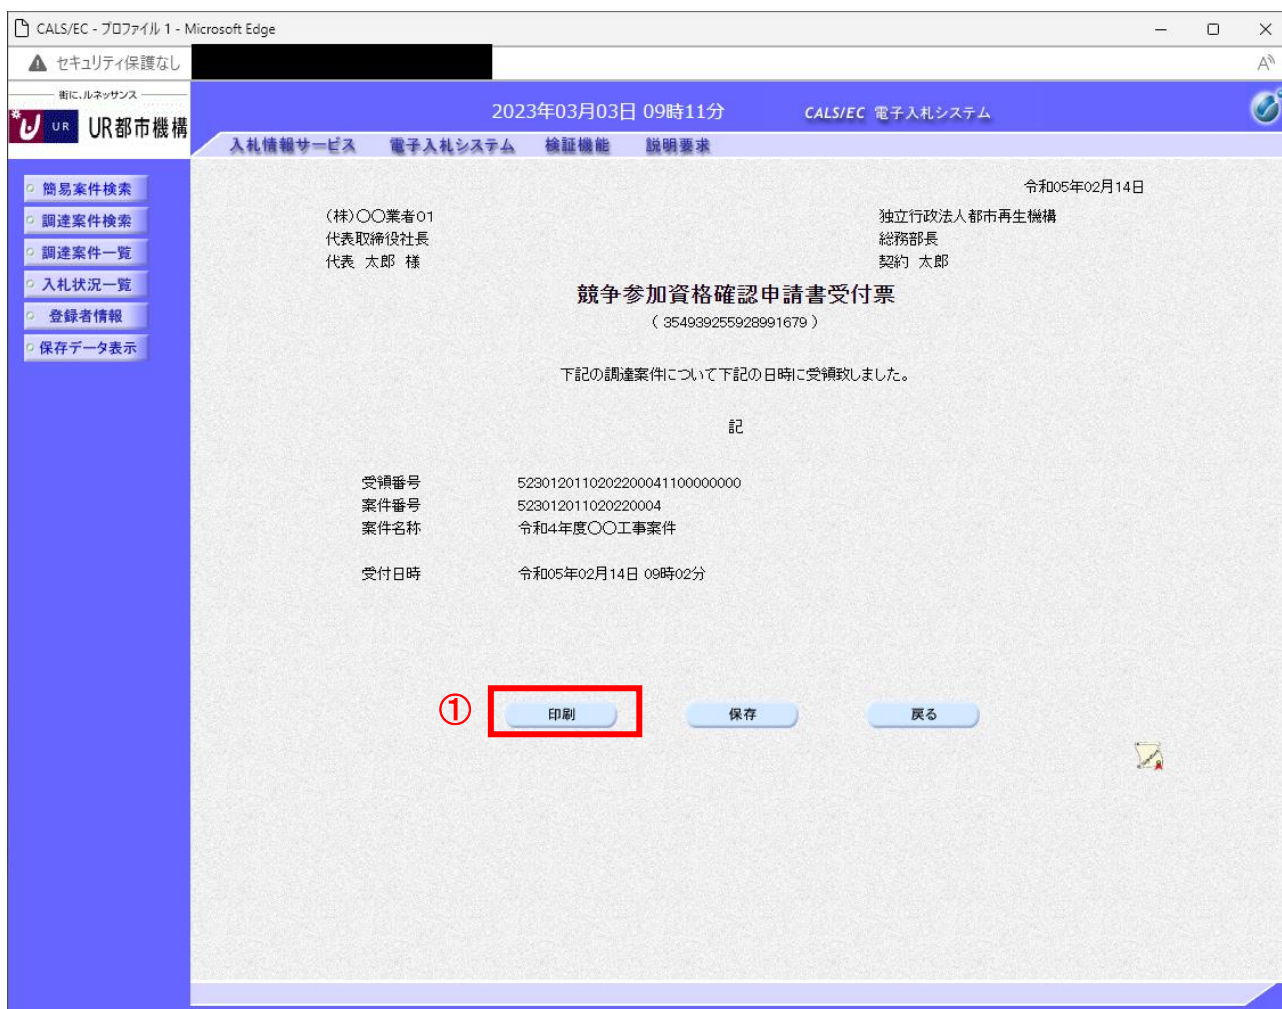 CALS/EC - プロファイル 1 - Microsoft Edge
セキュリティ保護なし
街に、ルネッサンス
UR UR都市機構
2023年03月03日 09時11分
CALS/EC 電子入札システム
入札情報サービス 電子入札システム 検証機能 説明要求
簡易案件検索
調達案件検索
調達案件一覧
入札状況一覧
登録者情報
保存データ表示
令和05年02月14日
(株)〇〇業者01
代表取締役社長
代表 太郎 様
独立行政法人都市再生機構
総務部長
契約 太郎
競争参加資格確認申請書受付票
( 354939255928991679 )
下記の調達案件について下記の日時に受領致しました。
記
受領番号 52301201102022000411​00000000
案件番号 523012011020220004
案件名称 令和4年度〇〇工事案件
受付日時 令和05年02月14日 09時02分
① 印刷 保存 戻る